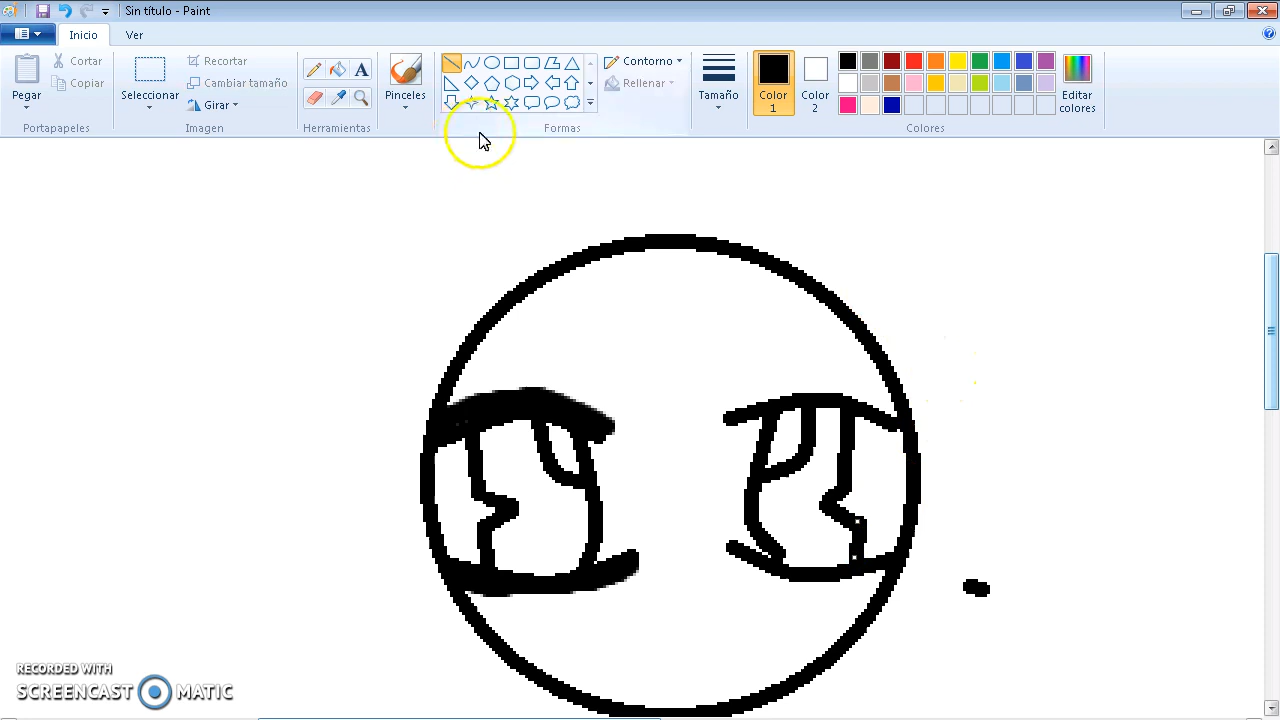 Sin título - Paint
Inicio
Ver
Pegar
Cortar
Copiar
Portapapeles
Seleccionar
Recortar
Cambiar tamaño
Girar
Imagen
A
Herramientas
Pinceles
Contorno
Rellenar
Formas
Tamaño
Color
1
Color
2
Editar
colores
Colores
RECORDED WITH
SCREENCAST MATIC